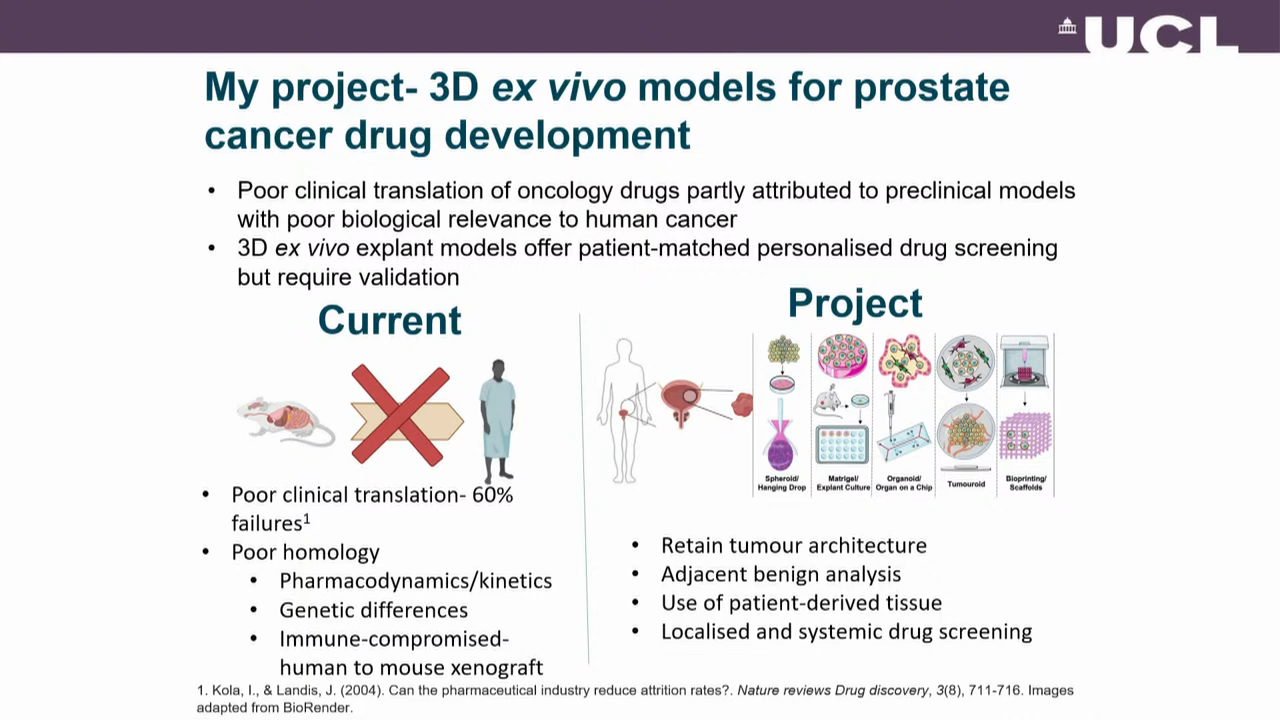 UCL
My project- 3D ex vivo models for prostate
cancer drug development
• Poor clinical translation of oncology drugs partly attributed to preclinical models
with poor biological relevance to human cancer
• 3D ex vivo explant models offer patient-matched personalised drug screening
but require validation
Current
• Poor clinical translation- 60%
failures¹
• Poor homology
• Pharmacodynamics/kinetics
• Genetic differences
• Immune-compromised-
human to mouse xenograft
Project
Spheroid/
Hanging Drop
Matrigel/
Explant Culture
Organoid/
Organ on a Chip
Tumouroid
Bioprinting/
Scaffolds
• Retain tumour architecture
• Adjacent benign analysis
• Use of patient-derived tissue
• Localised and systemic drug screening
1. Kola, I., & Landis, J. (2004). Can the pharmaceutical industry reduce attrition rates?. Nature reviews Drug discovery, 3(8), 711-716. Images
adapted from BioRender.